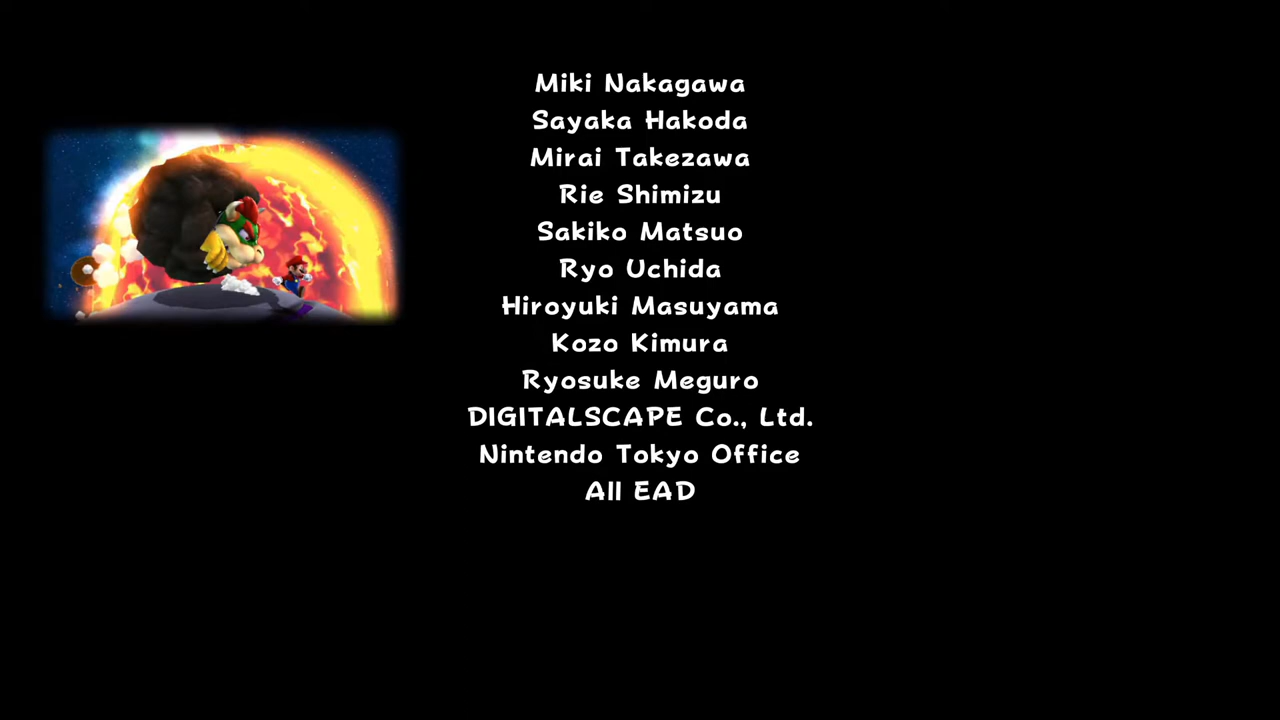 Miki Nakagawa
Sayaka Hakoda
Mirai Takezawa
Rie Shimizu
Sakiko Matsuo
Ryo Uchida
Hiroyuki Masuyama
Kozo Kimura
Ryosuke Meguro
DIGITALSCAPE Co., Ltd.
Nintendo Tokyo Office
All EAD